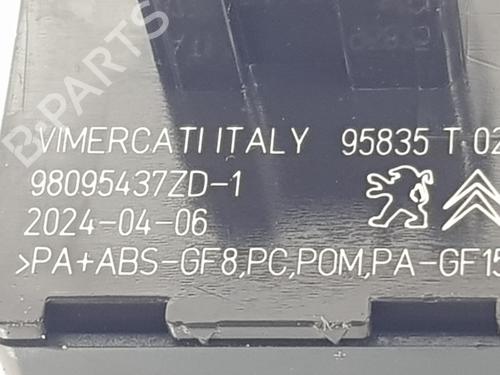 VIMERCATI ITALY 95835 T 02
98095437ZD-1
2024-04-06
>PA+ABS-GF8,PC,POM,PA-GF15
B-PARTS